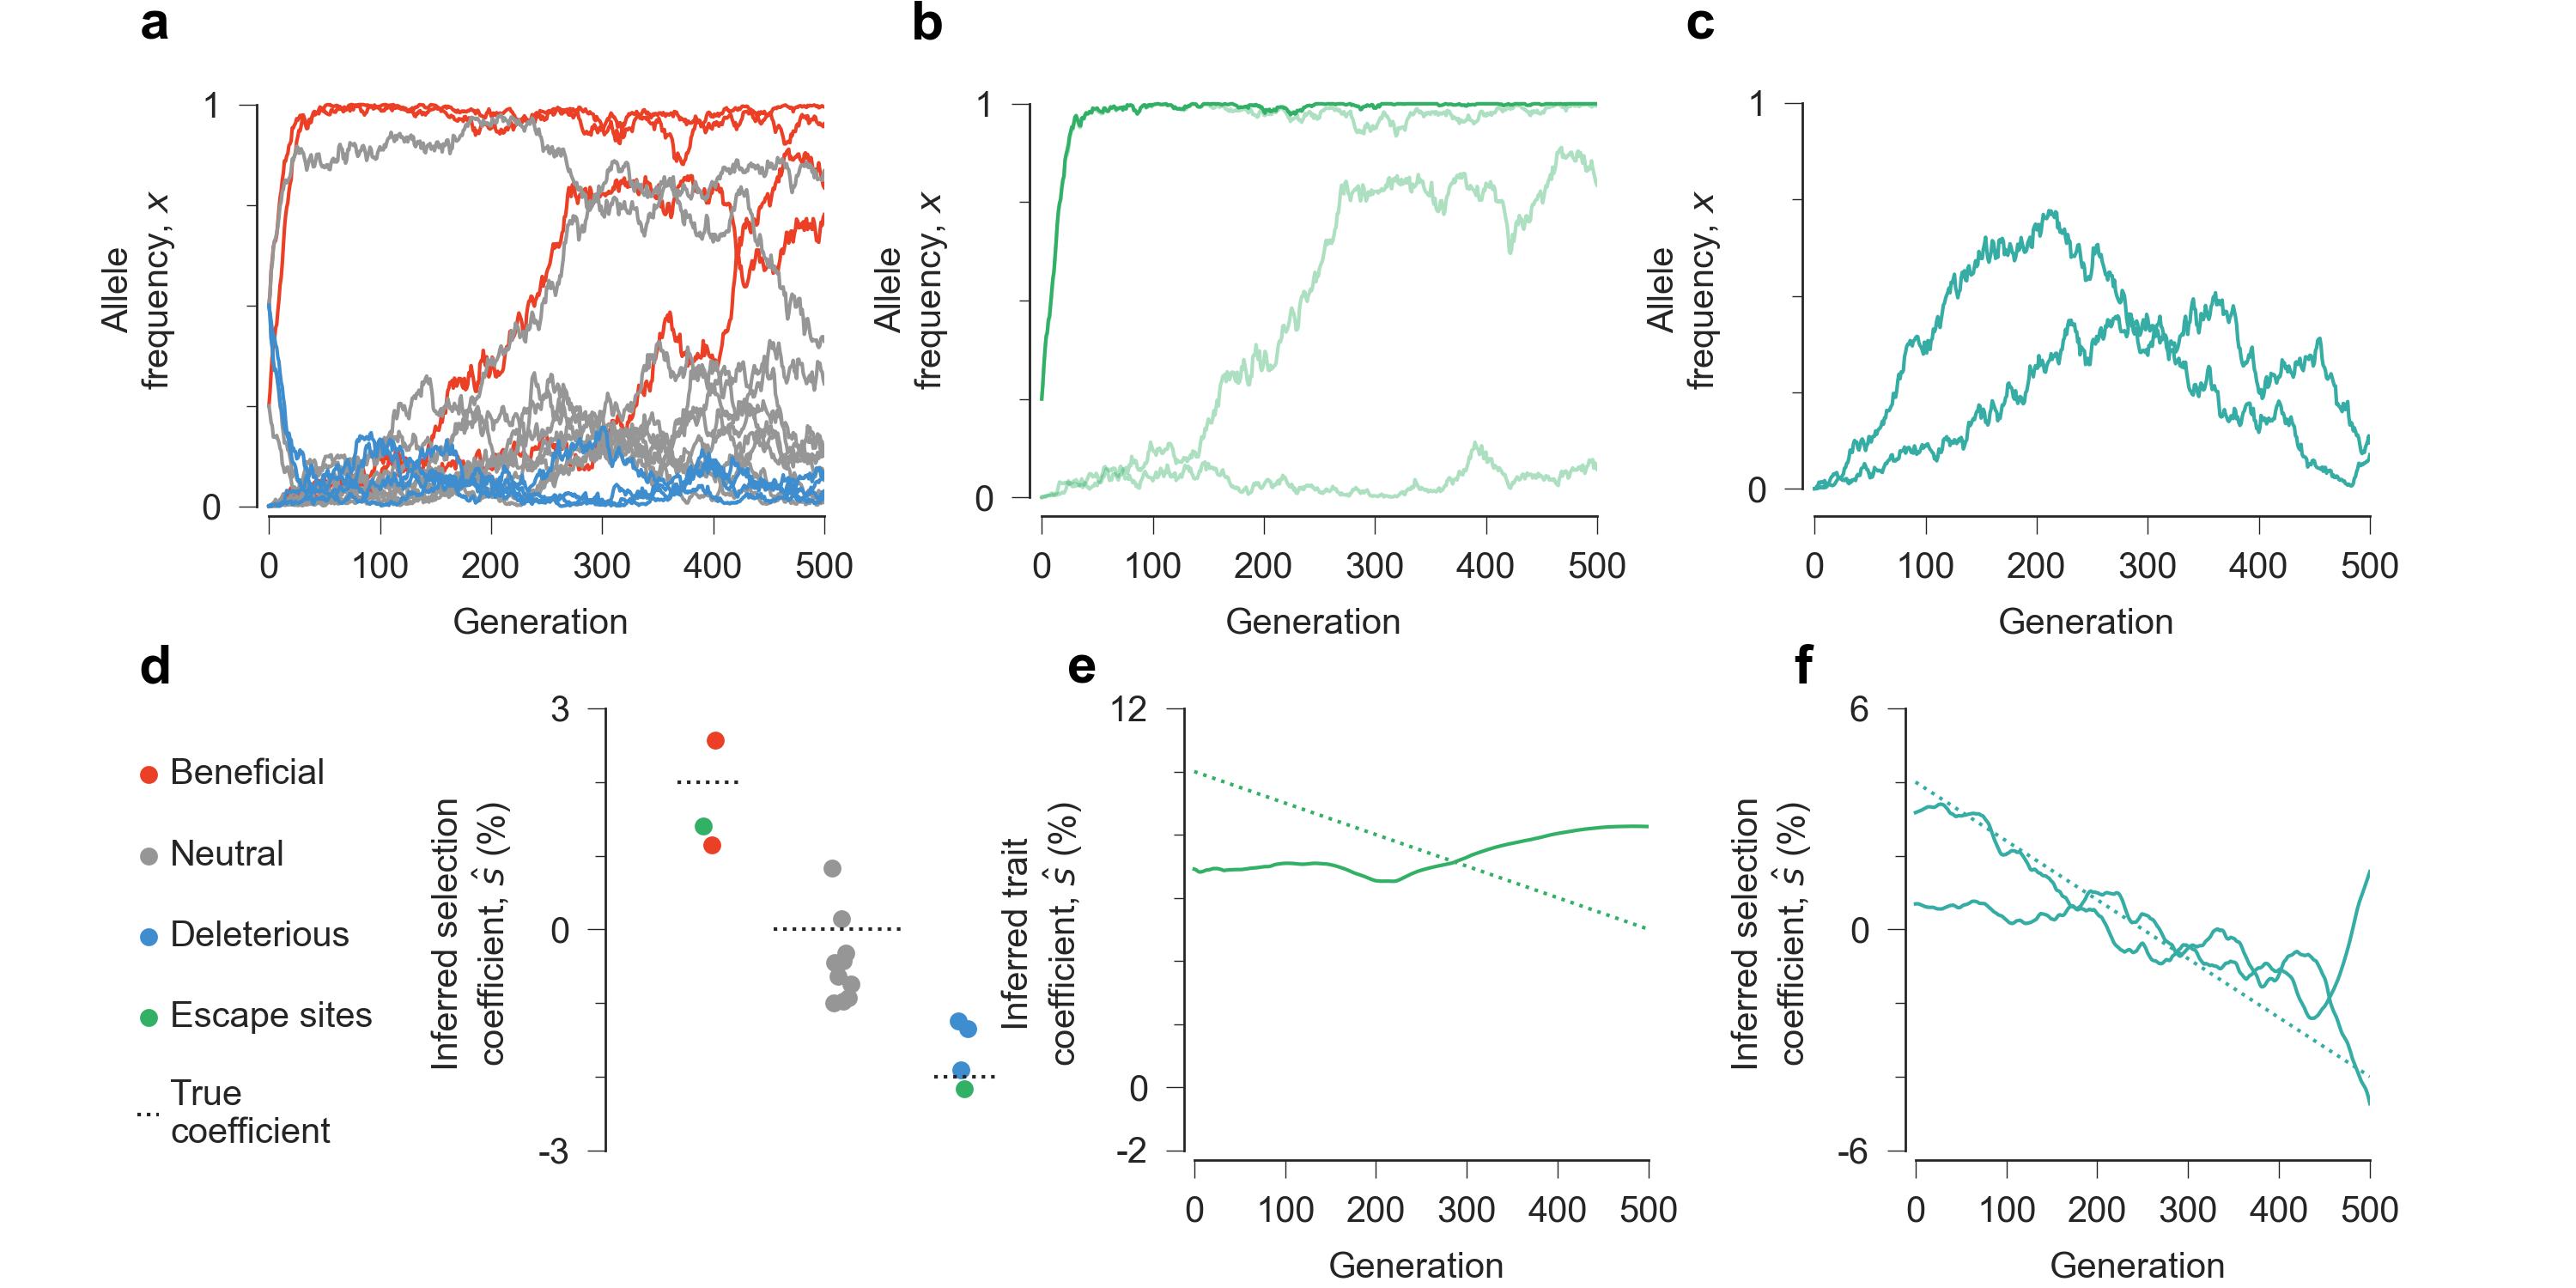 a
b
c
1
0
Allele
frequency, x
0 100 200 300 400 500
Generation
1
0
Allele
frequency, x
0 100 200 300 400 500
Generation
1
0
Allele
frequency, x
0 100 200 300 400 500
Generation
d
e
f
Beneficial
Neutral
Deleterious
Escape sites
True
coefficient
3
0
-3
Inferred selection
coefficient, ŝ (%)
12
0
-2
Inferred trait
coefficient, ŝ (%)
0 100 200 300 400 500
Generation
6
0
-6
Inferred selection
coefficient, ŝ (%)
0 100 200 300 400 500
Generation